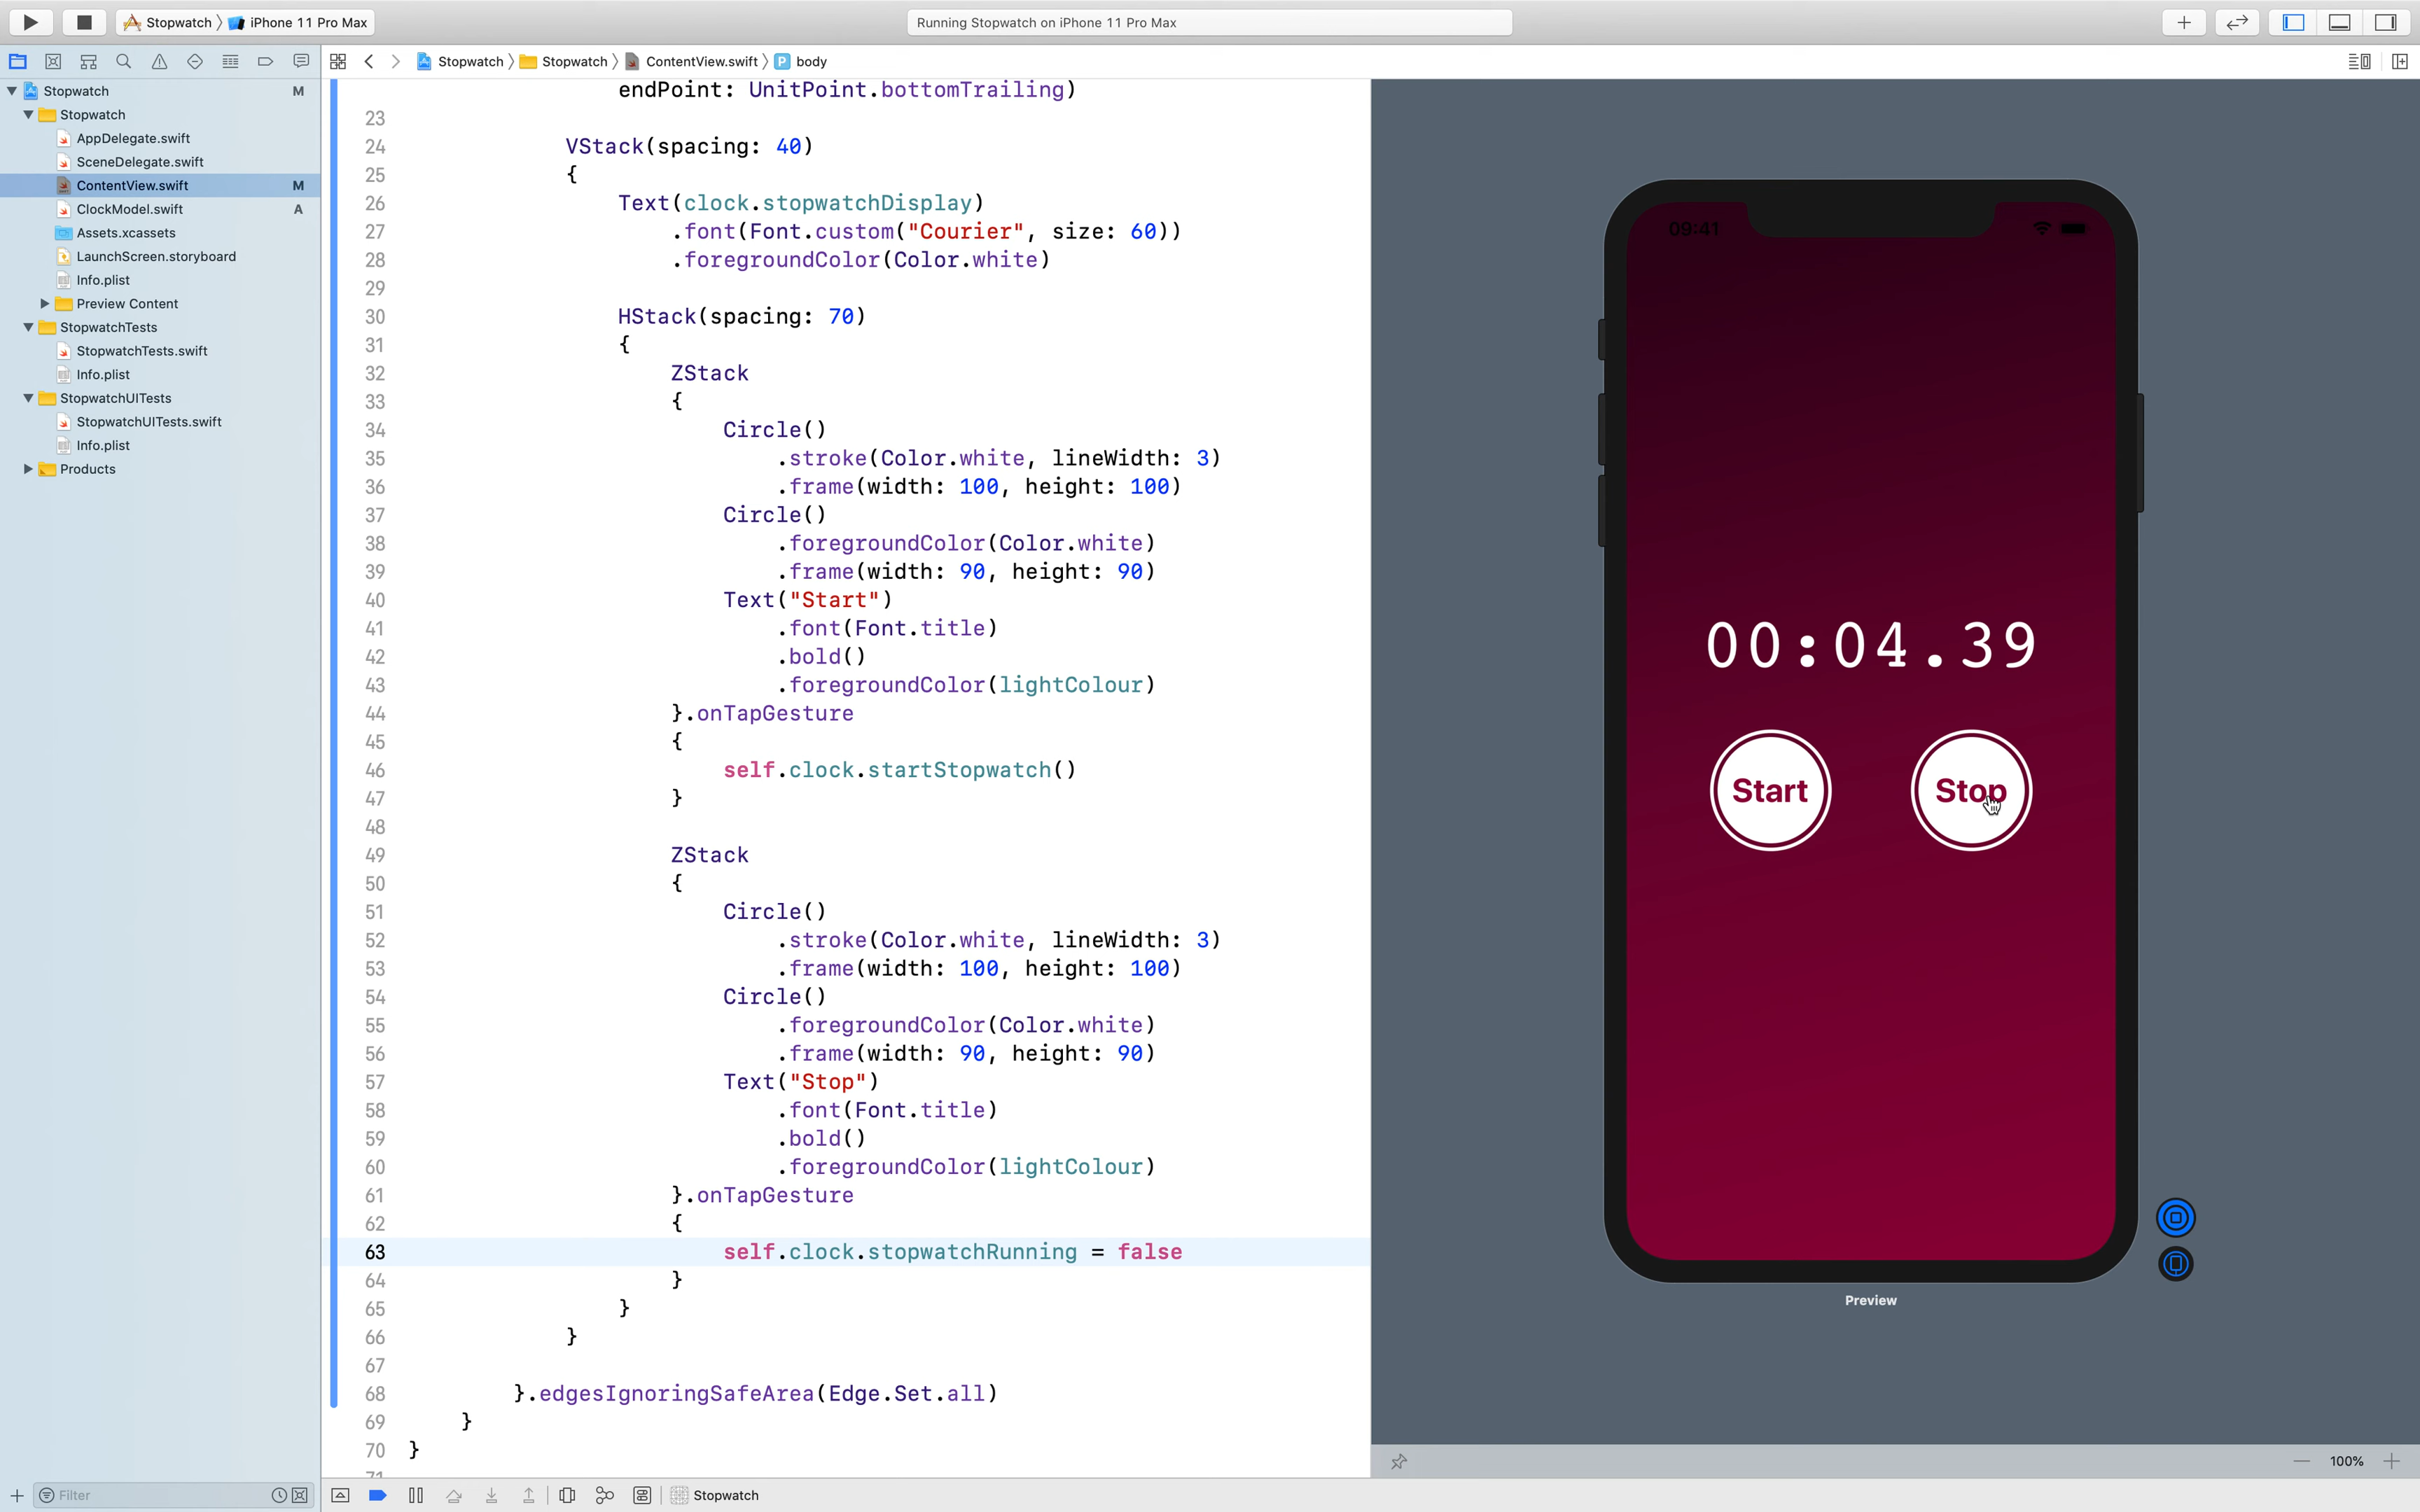 Stopwatch 〉 iPhone 11 Pro Max
Running Stopwatch on iPhone 11 Pro Max
Stopwatch 〉 Stopwatch 〉 ContentView.swift 〉 P body
Stopwatch M
Stopwatch
AppDelegate.swift
SceneDelegate.swift
ContentView.swift M
ClockModel.swift A
Assets.xcassets
LaunchScreen.storyboard
Info.plist
Preview Content
StopwatchTests
StopwatchTests.swift
Info.plist
StopwatchUITests
StopwatchUITests.swift
Info.plist
Products
Filter
endPoint: UnitPoint.bottomTrailing)
23
24 VStack(spacing: 40)
25 {
26 Text(clock.stopwatchDisplay)
27 .font(Font.custom("Courier", size: 60))
28 .foregroundColor(Color.white)
29
30 HStack(spacing: 70)
31 {
32 ZStack
33 {
34 Circle()
35 .stroke(Color.white, lineWidth: 3)
36 .frame(width: 100, height: 100)
37 Circle()
38 .foregroundColor(Color.white)
39 .frame(width: 90, height: 90)
40 Text("Start")
41 .font(Font.title)
42 .bold()
43 .foregroundColor(lightColour)
44 }.onTapGesture
45 {
46 self.clock.startStopwatch()
47 }
48
49 ZStack
50 {
51 Circle()
52 .stroke(Color.white, lineWidth: 3)
53 .frame(width: 100, height: 100)
54 Circle()
55 .foregroundColor(Color.white)
56 .frame(width: 90, height: 90)
57 Text("Stop")
58 .font(Font.title)
59 .bold()
60 .foregroundColor(lightColour)
61 }.onTapGesture
62 {
63 self.clock.stopwatchRunning = false
64 }
65 }
66 }
67
68 }.edgesIgnoringSafeArea(Edge.Set.all)
69 }
70 }
71
Stopwatch
09:41
00:04.39
Start Stop
Preview
100%